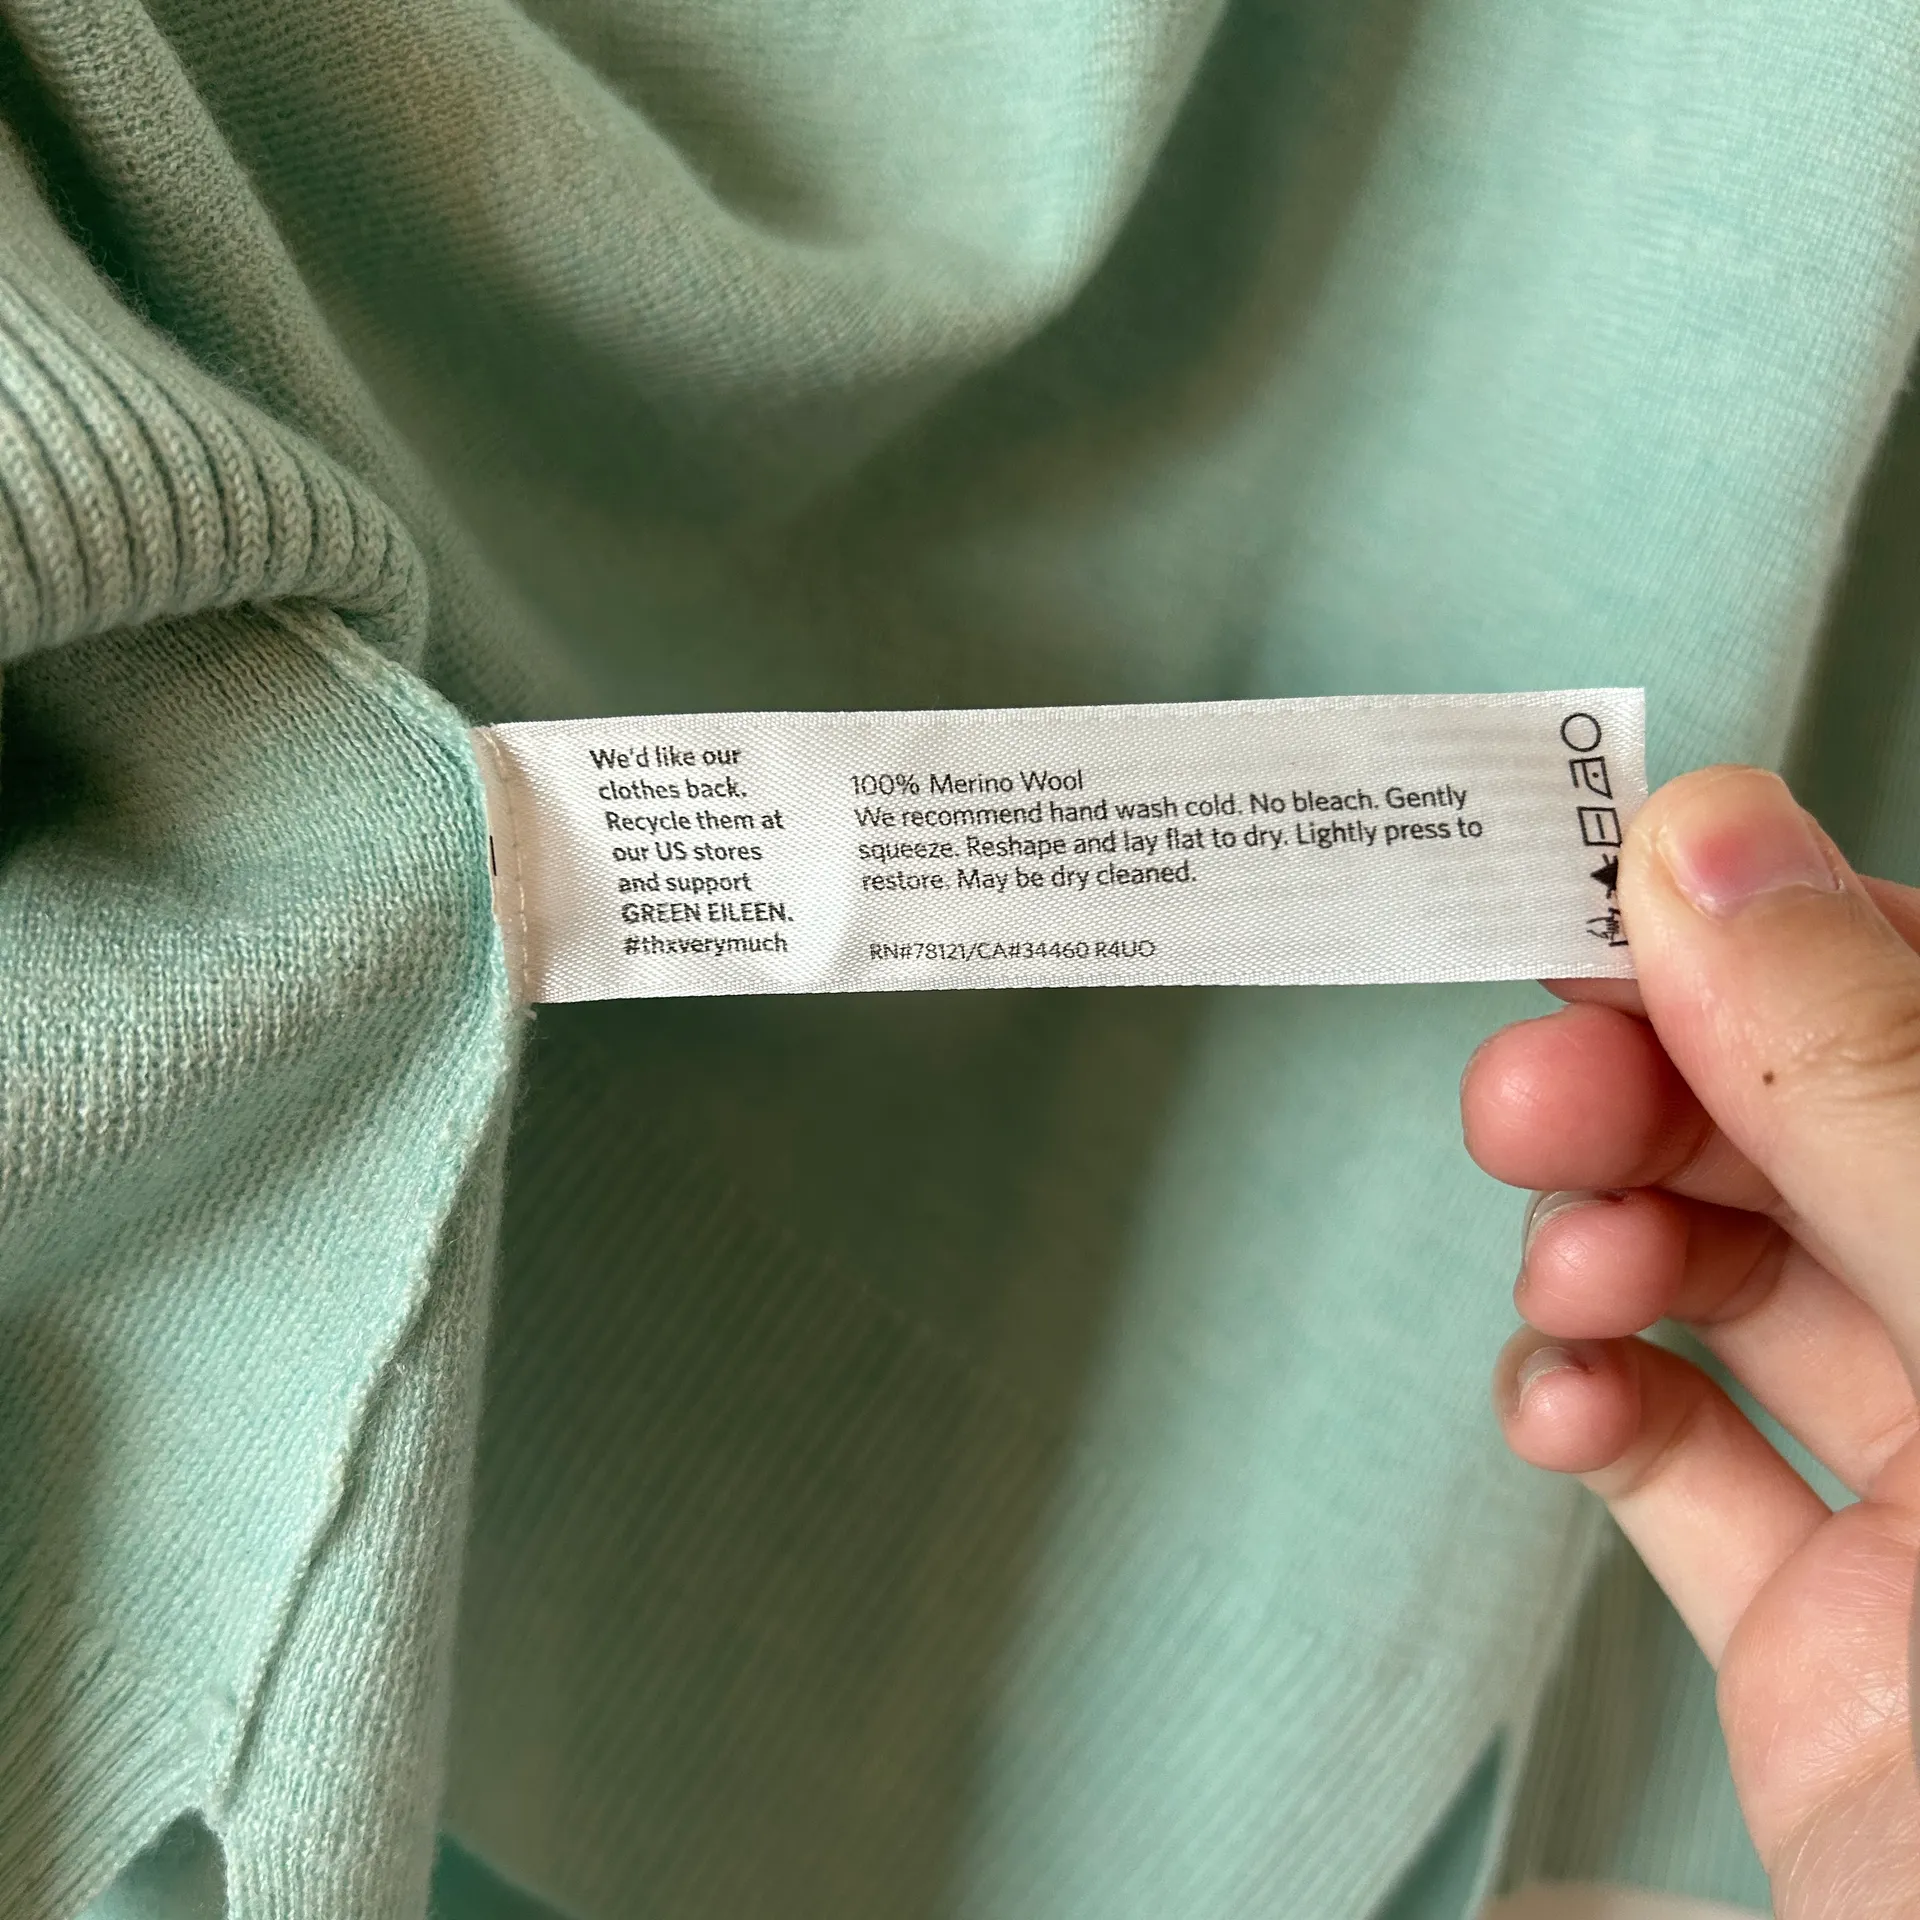 We'd like our
clothes back.
Recycle them at
our US stores
and support
GREEN EILEEN.
#thxverymuch
100% Merino Wool
We recommend hand wash cold. No bleach. Gently
squeeze. Reshape and lay flat to dry. Lightly press to
restore. May be dry cleaned.
RN#78121/CA#34460 R4UO